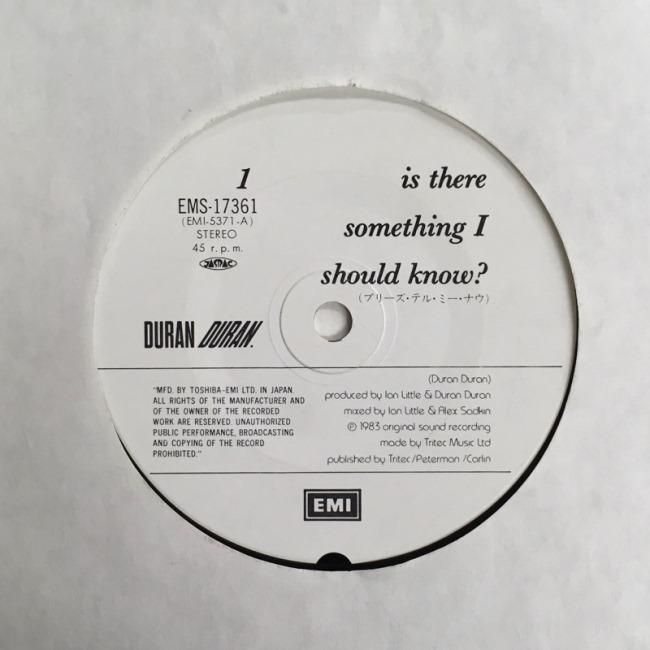 1
EMS-17361
(EMI-5371-A)
STEREO
45 r.p.m.
JASRAC
is there
something I
should know?
(プリーズ・テル・ミー・ナウ)
DURAN DURAN.
"MFD. BY TOSHIBA-EMI LTD. IN JAPAN.
ALL RIGHTS OF THE MANUFACTURER AND
OF THE OWNER OF THE RECORDED
WORK ARE RESERVED. UNAUTHORIZED
PUBLIC PERFORMANCE, BROADCASTING
AND COPYING OF THE RECORD
PROHIBITED."
(Duran Duran)
produced by Ian Little & Duran Duran
mixed by Ian Little & Alex Sadkin
℗ 1983 original sound recording
made by Tritec Music Ltd
published by Tritec/Peterman/Carlin
EMI